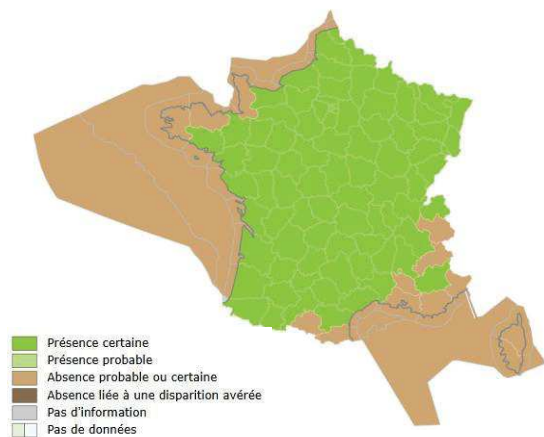 Présence certaine
Présence probable
Absence probable ou certaine
Absence liée à une disparition avérée
Pas d'information
Pas de données